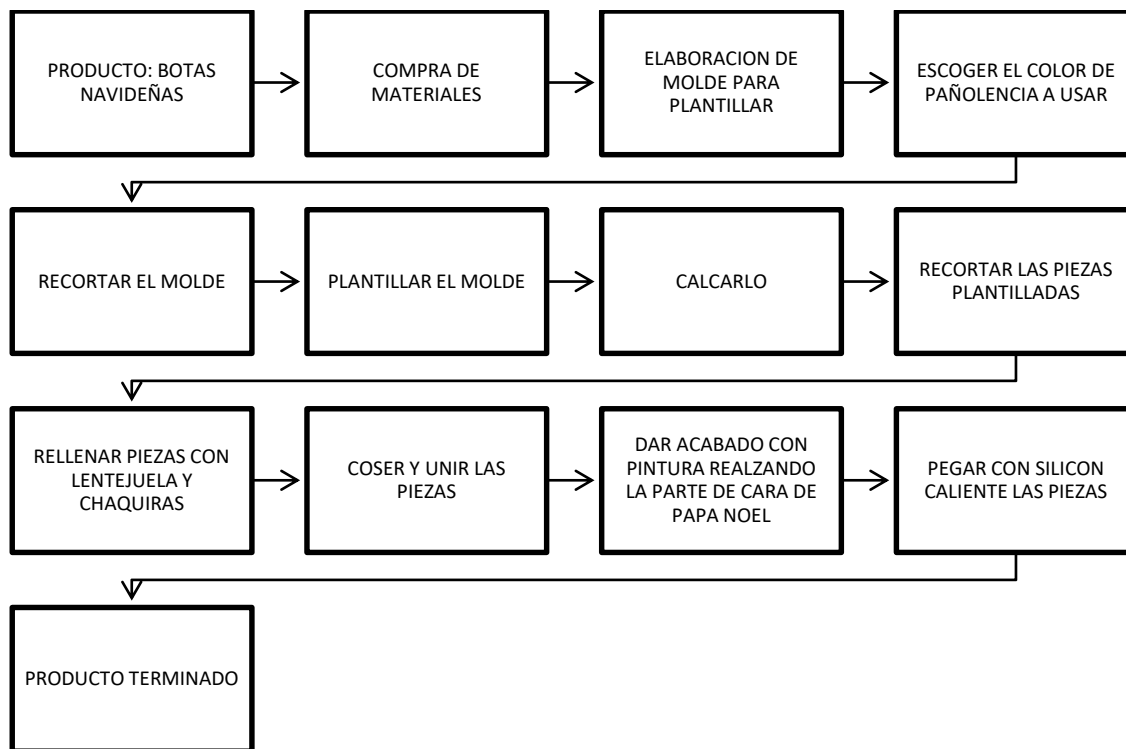 PRODUCTO: BOTAS
NAVIDEÑAS
COMPRA DE
MATERIALES
ELABORACION DE
MOLDE PARA
PLANTILLAR
ESCOGER EL COLOR DE
PAÑOLENCIA A USAR
RECORTAR EL MOLDE
PLANTILLAR EL MOLDE
CALCARLO
RECORTAR LAS PIEZAS
PLANTILLADAS
RELLENAR PIEZAS CON
LENTEJUELA Y
CHAQUIRAS
COSER Y UNIR LAS
PIEZAS
DAR ACABADO CON
PINTURA REALZANDO
LA PARTE DE CARA DE
PAPA NOEL
PEGAR CON SILICON
CALIENTE LAS PIEZAS
PRODUCTO TERMINADO